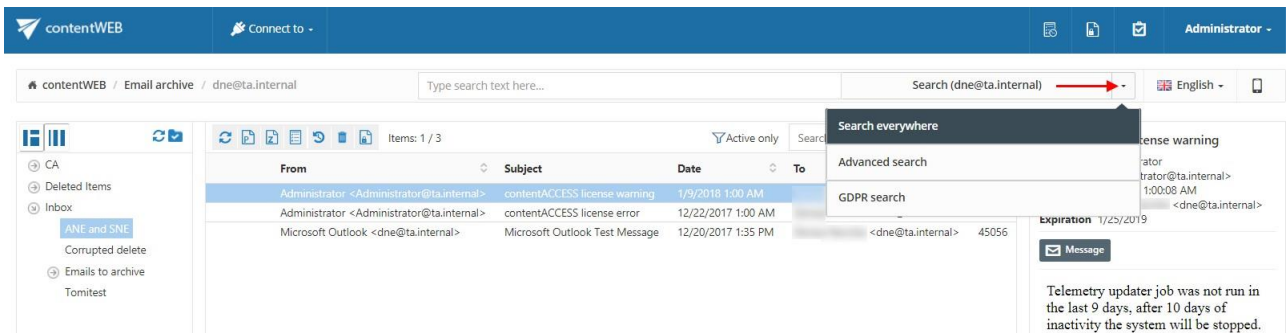 contentWEB
Connect to
Administrator
contentWEB / Email archive / dne@ta.internal
Type search text here...
Search (dne@ta.internal)
English
Search everywhere
Advanced search
GDPR search
Items: 1 / 3
Active only
From Subject Date To
Administrator <Administrator@ta.internal> contentACCESS license warning 1/9/2018 1:00 AM
Administrator <Administrator@ta.internal> contentACCESS license error 12/22/2017 1:00 AM
Microsoft Outlook <dne@ta.internal> Microsoft Outlook Test Message 12/20/2017 1:35 PM <dne@ta.internal> 45056
CA
Deleted Items
Inbox
ANE and SNE
Corrupted delete
Emails to archive
Tomitest
warning
1:00:08 AM
<dne@ta.internal>
Expiration 1/25/2019
Message
Telemetry updater job was not run in
the last 9 days, after 10 days of
inactivity the system will be stopped.